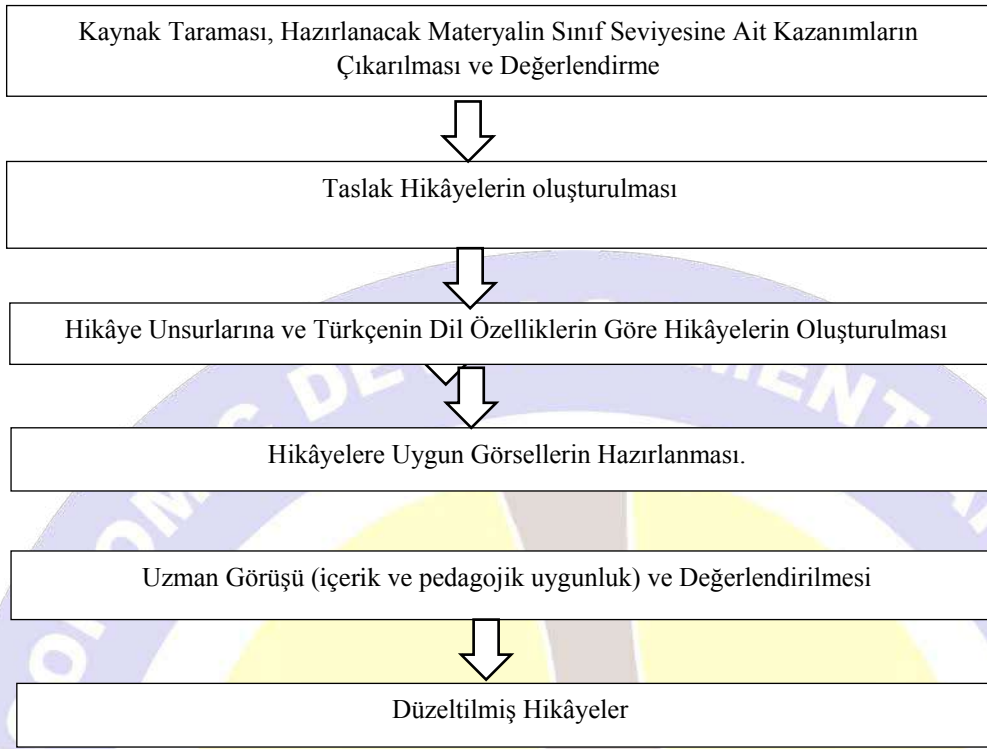 Kaynak Taraması, Hazırlanacak Materyalin Sınıf Seviyesine Ait Kazanımların
Çıkarılması ve Değerlendirme
Taslak Hikâyelerin oluşturulması
Hikâye Unsurlarına ve Türkçenin Dil Özelliklerin Göre Hikâyelerin Oluşturulması
Hikâyelere Uygun Görsellerin Hazırlanması.
Uzman Görüşü (içerik ve pedagojik uygunluk) ve Değerlendirilmesi
Düzeltilmiş Hikâyeler